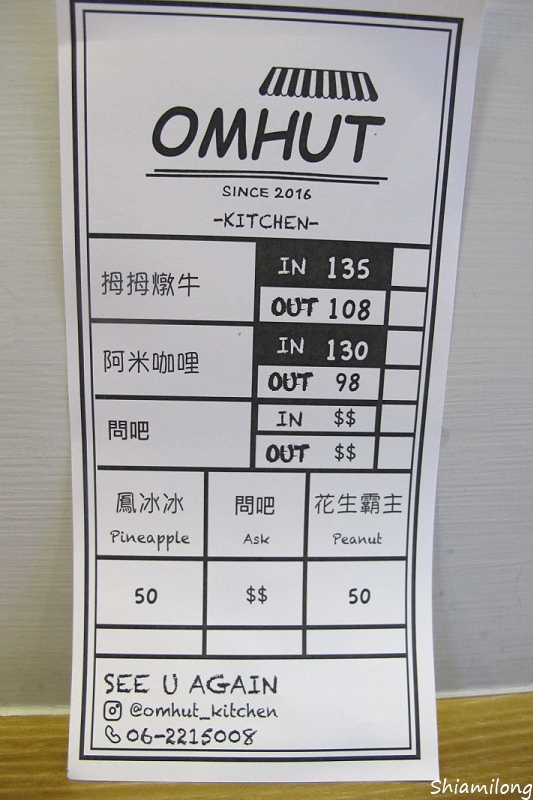 OMHUT
SINCE 2016
-KITCHEN-
拇拇燉牛
IN 135
OUT 108
阿米咖哩
IN 130
OUT 98
問吧
IN $$
OUT $$
鳳冰冰 問吧 花生霸主
Pineapple Ask Peanut
50 $$ 50
SEE U AGAIN
@omhut_kitchen
06-2215008
Shiamilong